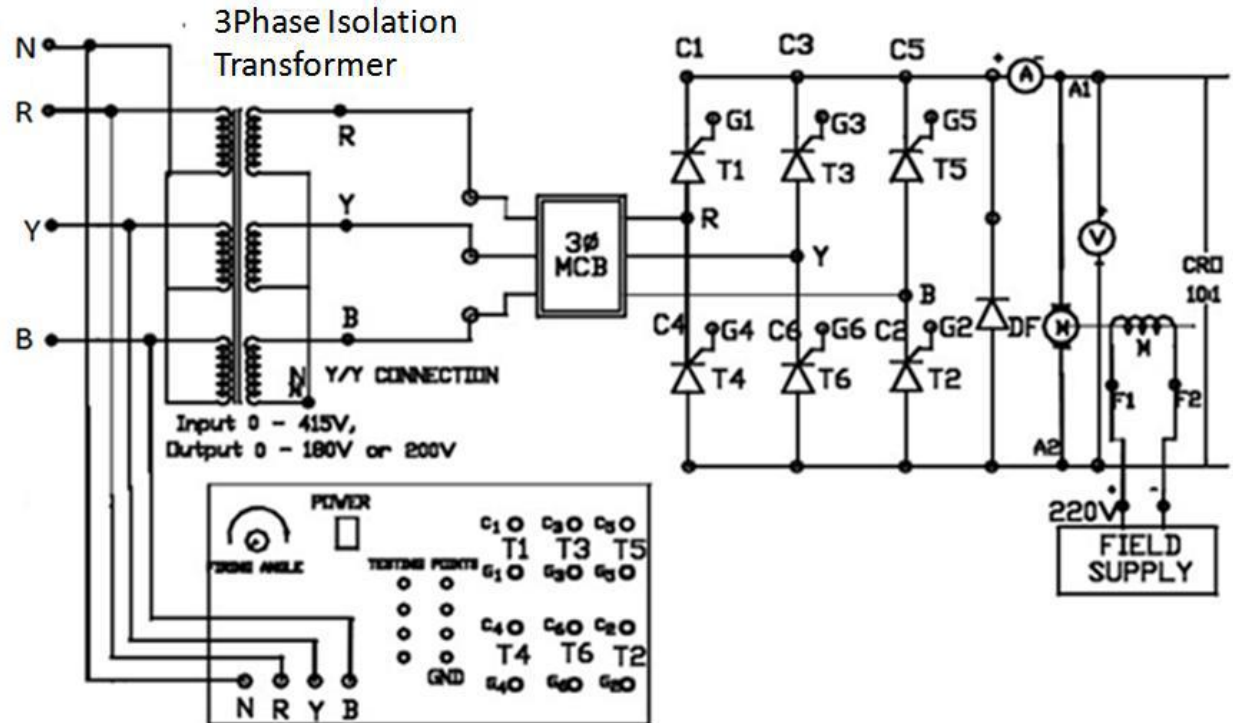 3Phase Isolation
Transformer
N
R
Y
B
R
Y
B
N
Y/Y CONNECTION
Input 0 - 415V,
Output 0 - 180V or 200V
3Ø
MCB
C1
C3
C5
G1
G3
G5
T1
T3
T5
R
Y
B
C4
G4
C6
G6
C2
G2
T4
T6
T2
DF
+
A
-
A1
+
V
-
CRO
10:1
M
M
F1
F2
A2
+
-
220V
FIELD
SUPPLY
POWER
FIRING ANGLE
TESTING POINTS
GND
C1
C3
C5
T1
T3
T5
G1
G3
G5
C4
C6
C2
T4
T6
T2
G4
G6
G2
N
R
Y
B